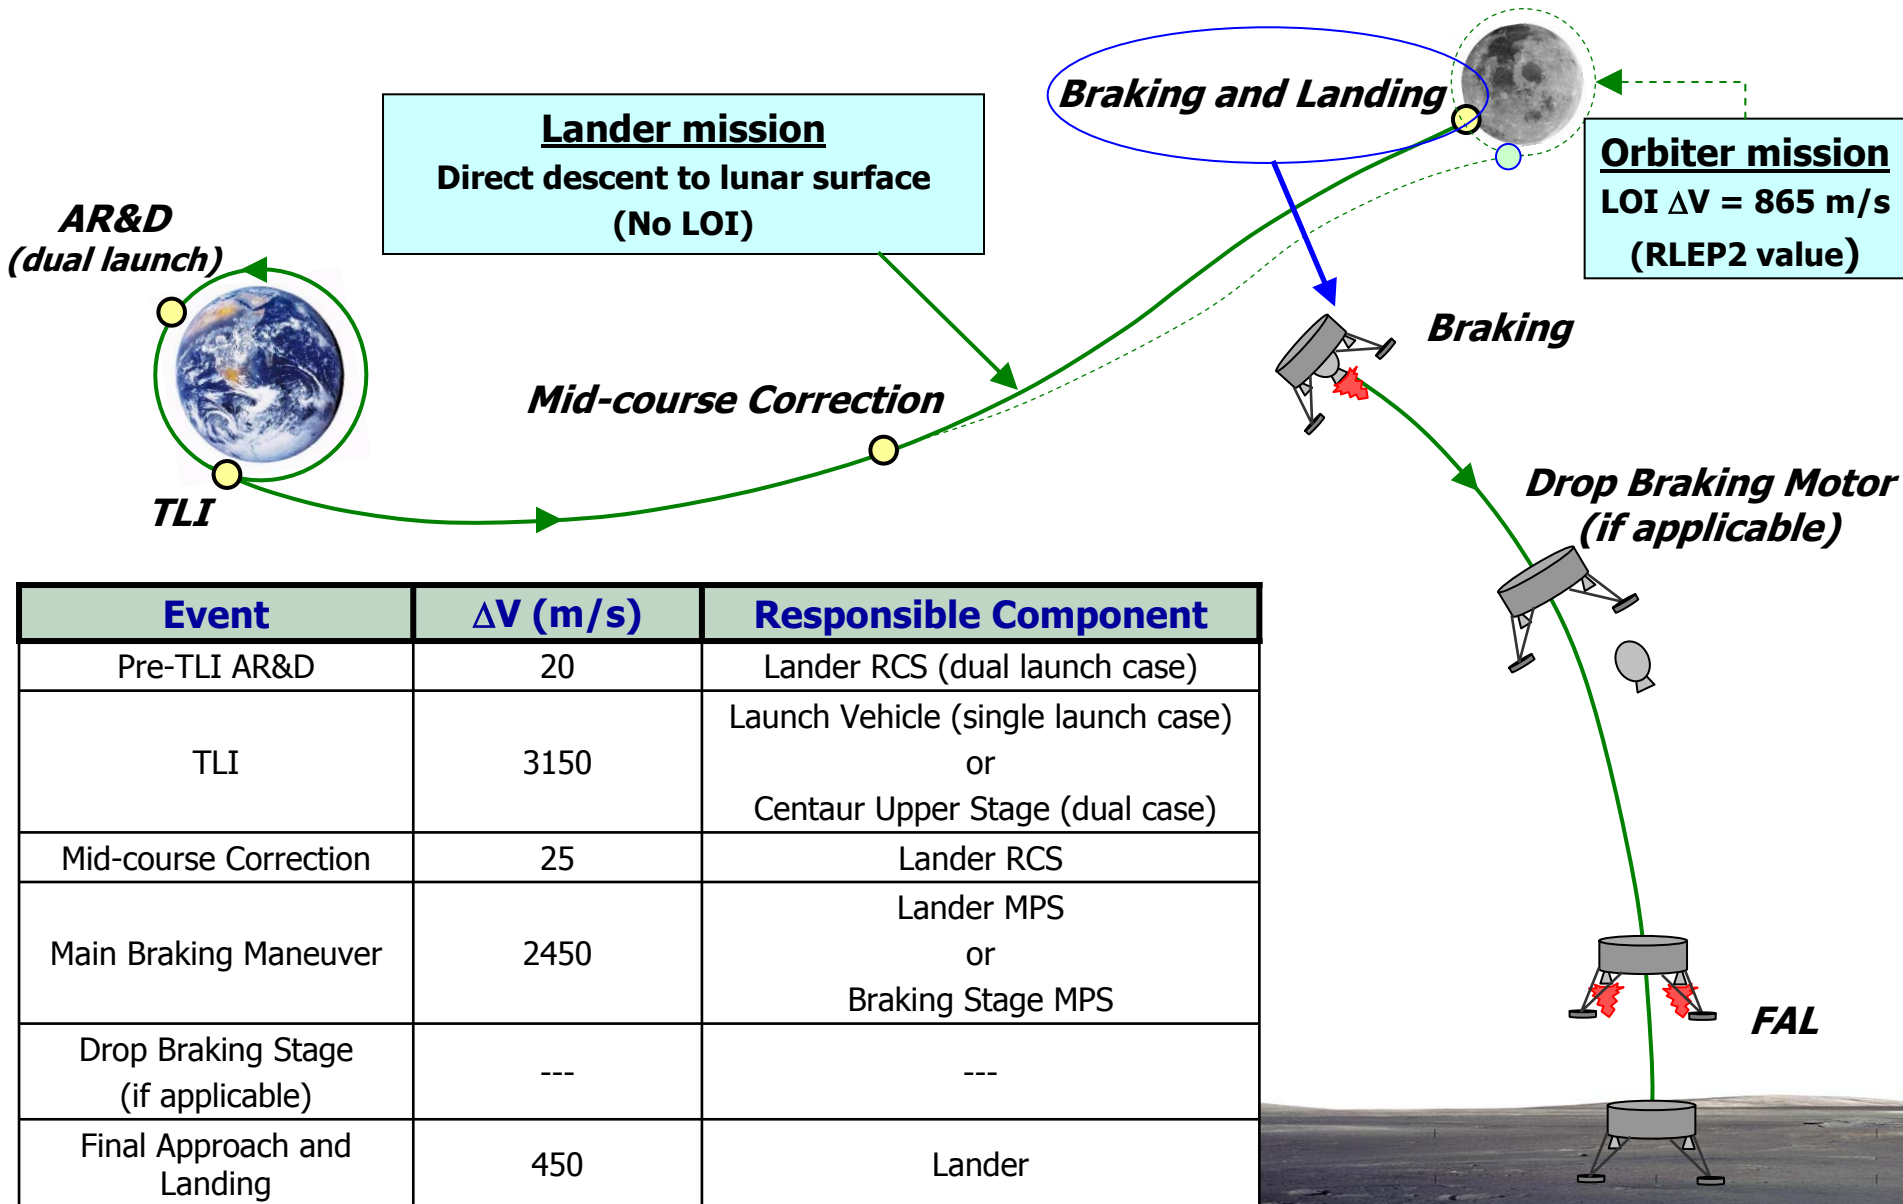 Braking and Landing
Lander mission
Direct descent to lunar surface
(No LOI)
Orbiter mission
LOI ΔV = 865 m/s
(RLEP2 value)
AR&D
(dual launch)
Braking
Mid-course Correction
TLI
Drop Braking Motor
(if applicable)
FAL
Event ΔV (m/s) Responsible Component
Pre-TLI AR&D 20 Lander RCS (dual launch case)
TLI 3150 Launch Vehicle (single launch case)
or
Centaur Upper Stage (dual case)
Mid-course Correction 25 Lander RCS
Main Braking Maneuver 2450 Lander MPS
or
Braking Stage MPS
Drop Braking Stage
(if applicable) --- ---
Final Approach and
Landing 450 Lander